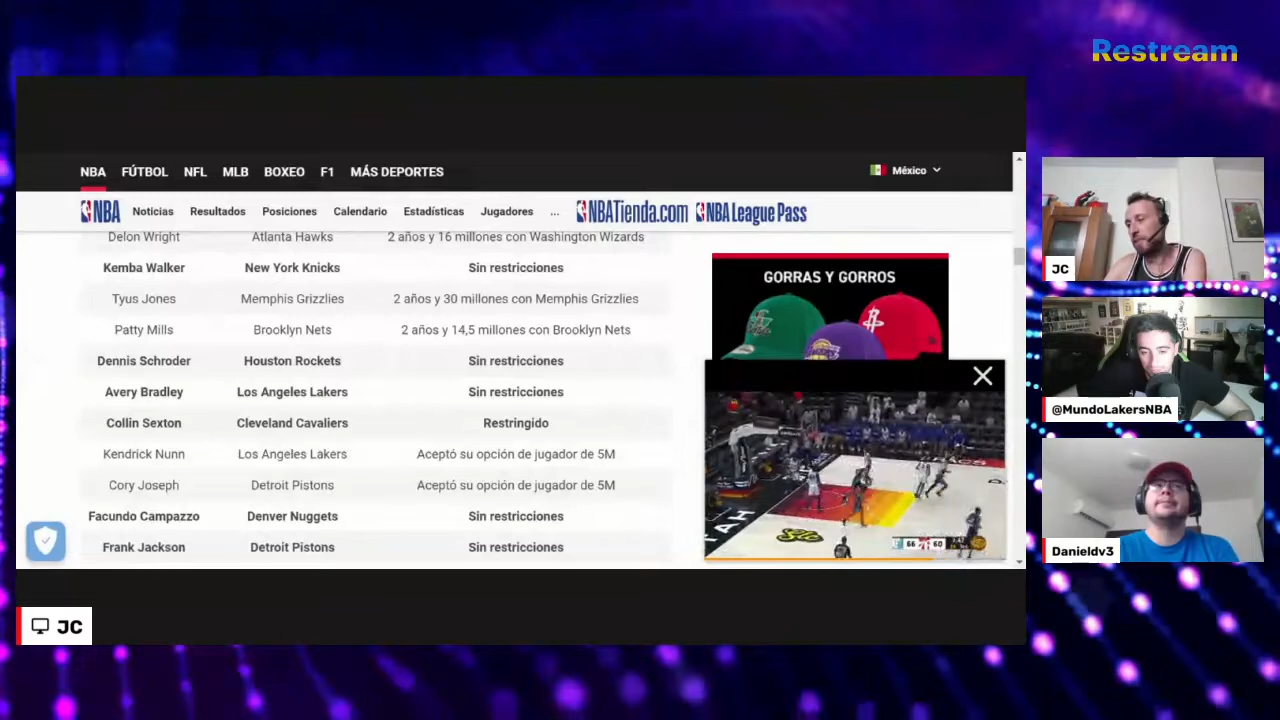 Restream
NBA FÚTBOL NFL MLB BOXEO F1 MÁS DEPORTES México
NBA Noticias Resultados Posiciones Calendario Estadísticas Jugadores ... NBATienda.com NBA League Pass
Delon Wright Atlanta Hawks 2 años y 16 millones con Washington Wizards
Kemba Walker New York Knicks Sin restricciones
Tyus Jones Memphis Grizzlies 2 años y 30 millones con Memphis Grizzlies
Patty Mills Brooklyn Nets 2 años y 14,5 millones con Brooklyn Nets
Dennis Schroder Houston Rockets Sin restricciones
Avery Bradley Los Angeles Lakers Sin restricciones
Collin Sexton Cleveland Cavaliers Restringido
Kendrick Nunn Los Angeles Lakers Aceptó su opción de jugador de 5M
Cory Joseph Detroit Pistons Aceptó su opción de jugador de 5M
Facundo Campazzo Denver Nuggets Sin restricciones
Frank Jackson Detroit Pistons Sin restricciones
GORRAS Y GORROS
66 60
JC
@MundoLakersNBA
Danieldv3
JC